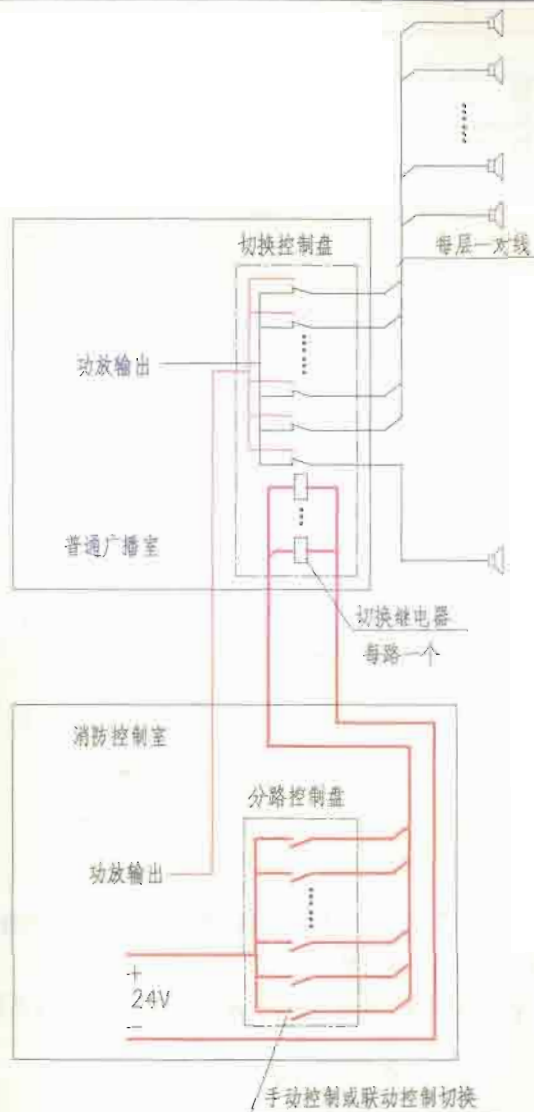 切换控制盘
每层一对线
功放输出
普通广播室
切换继电器
每路一个
消防控制室
分路控制盘
功放输出
+
24V
-
手动控制或联动控制切换